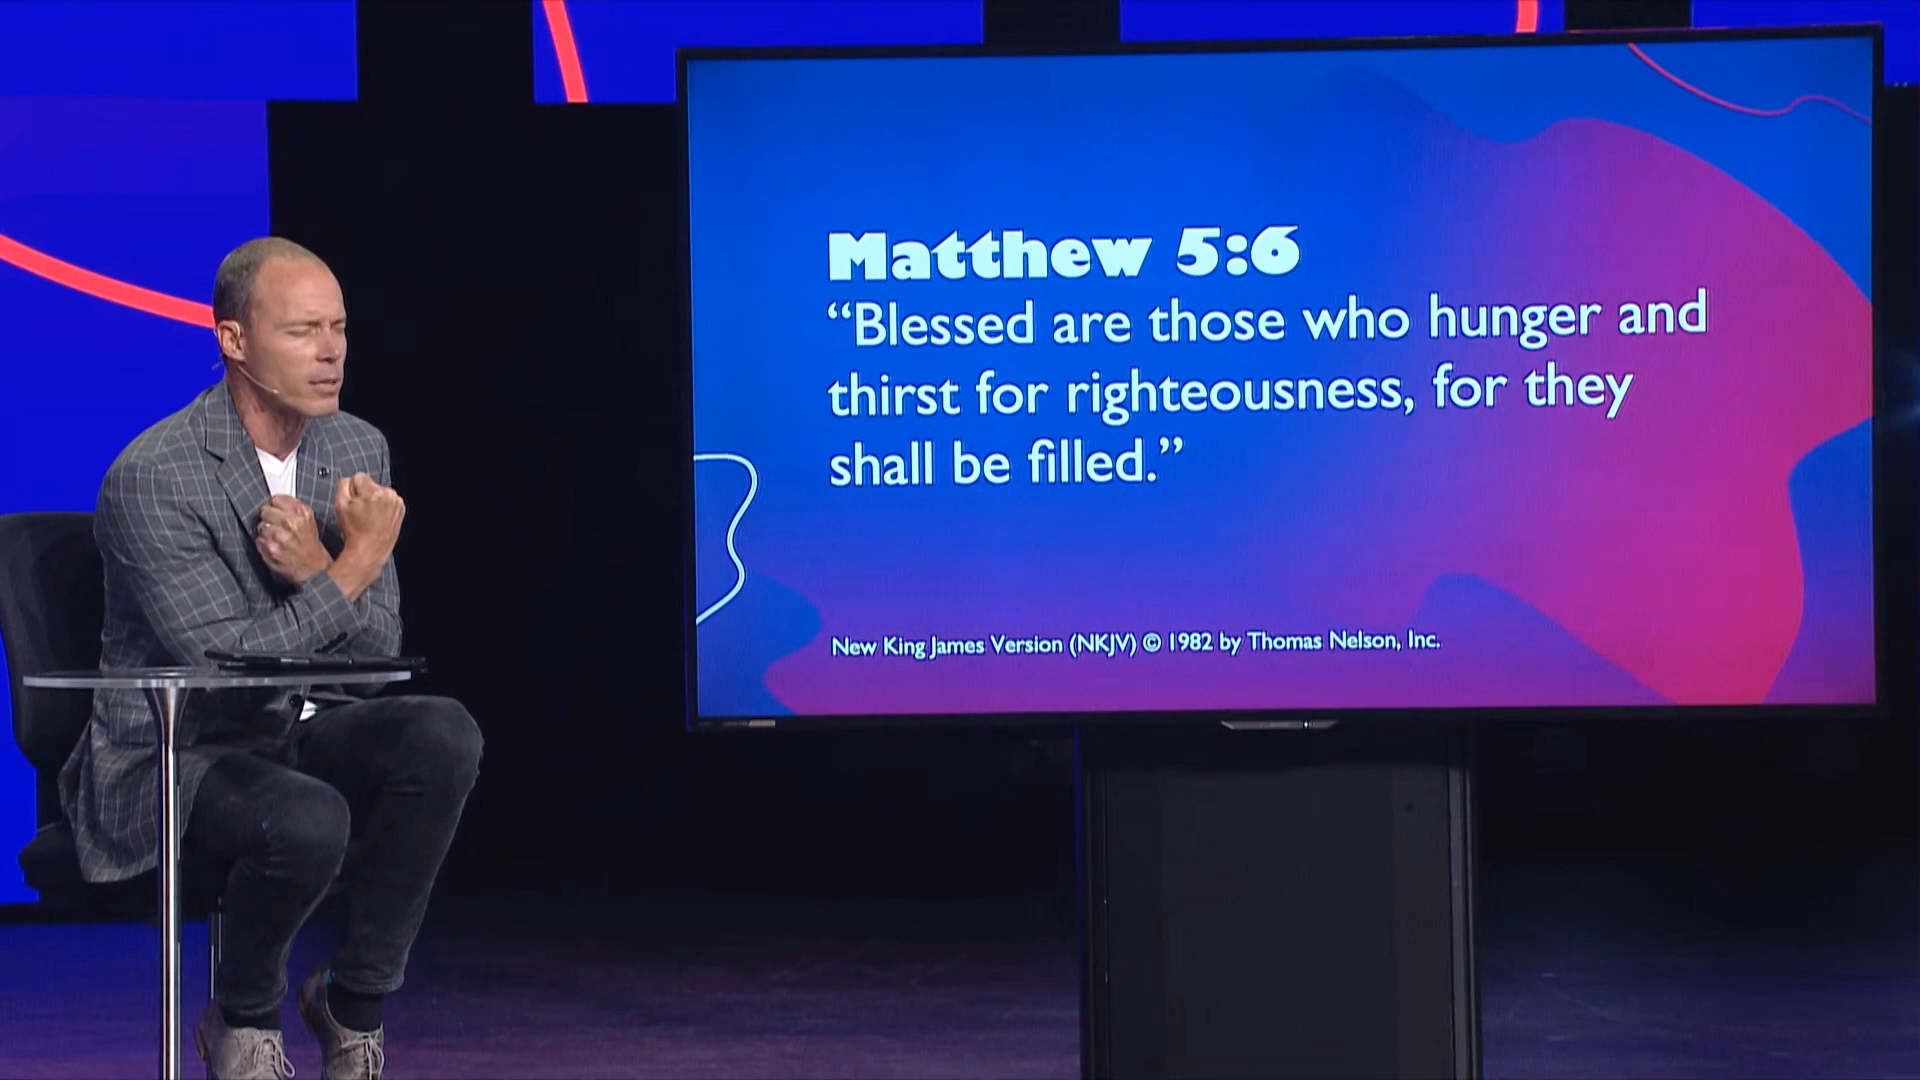 Matthew 5:6
“Blessed are those who hunger and
thirst for righteousness, for they
shall be filled.”
New King James Version (NKJV) © 1982 by Thomas Nelson, Inc.